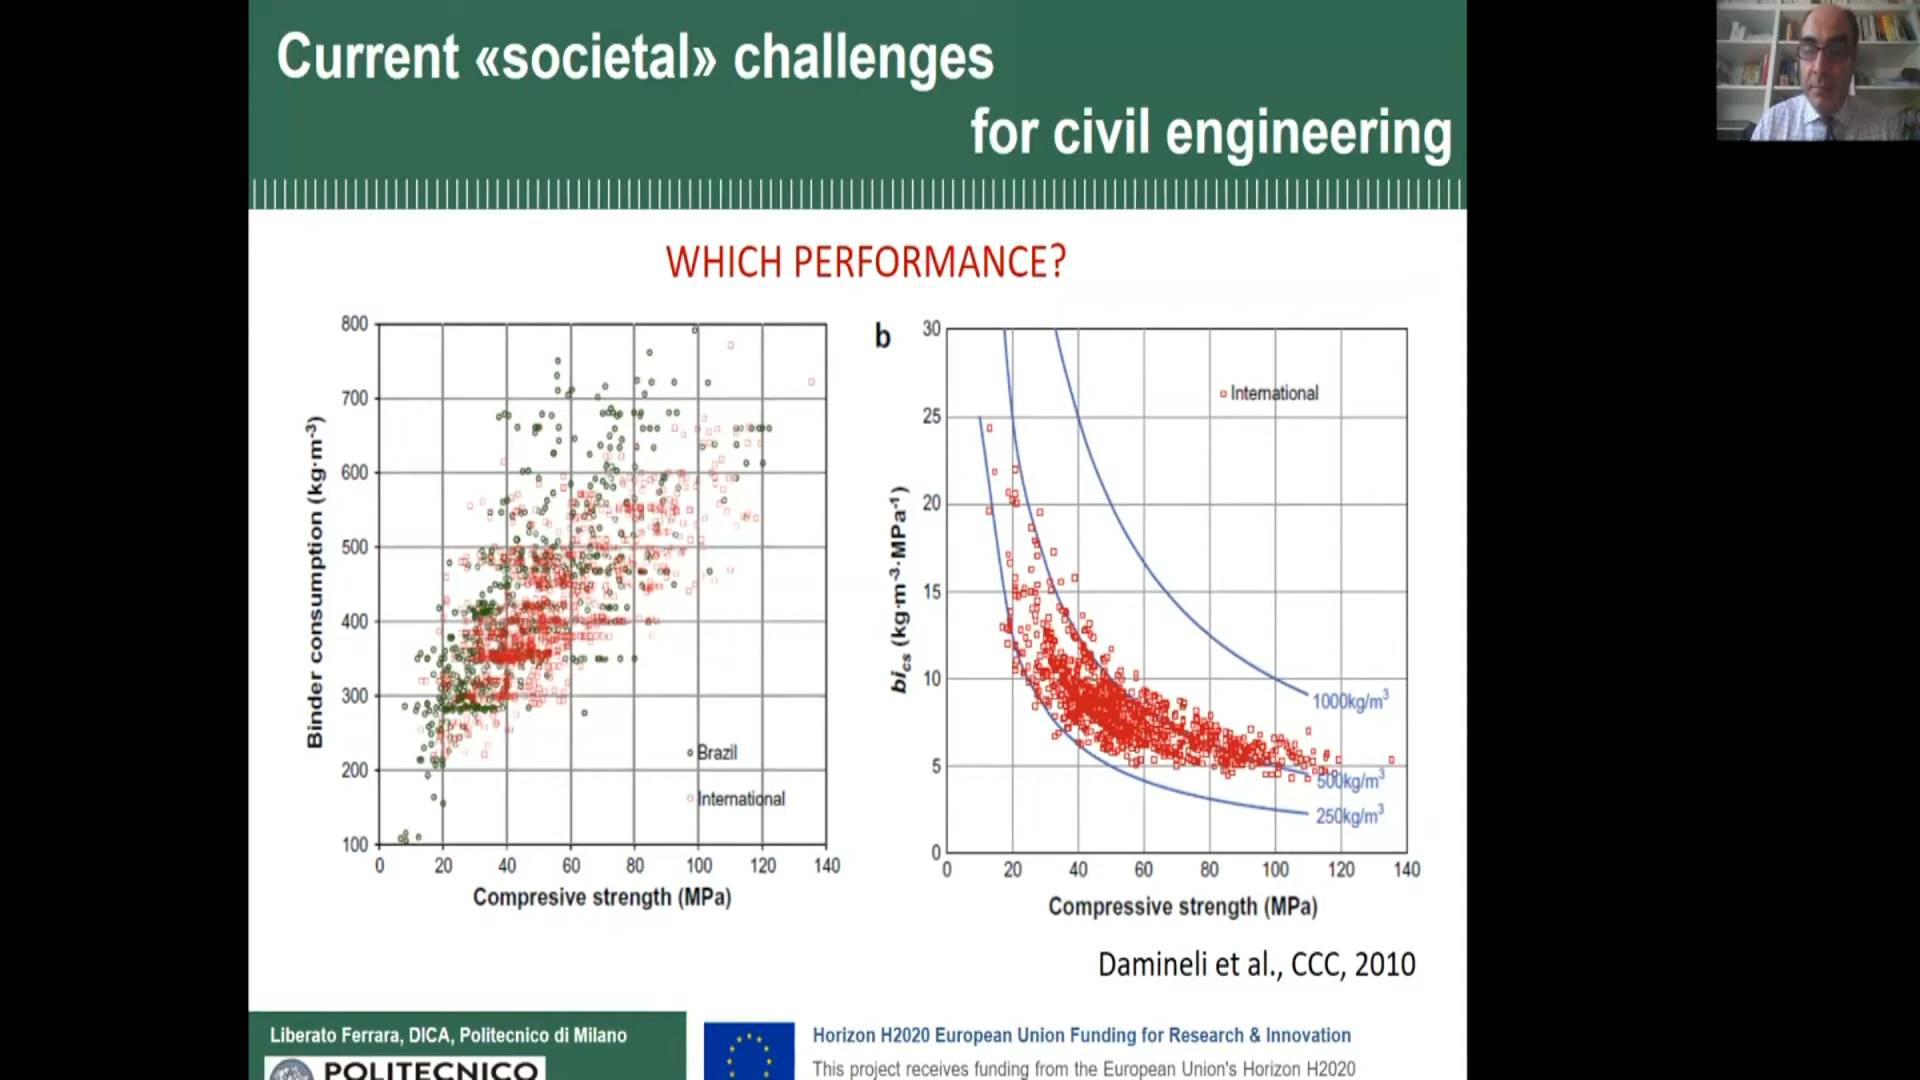 Current «societal» challenges
for civil engineering
WHICH PERFORMANCE?
800
700
600
500
400
300
200
100
0 20 40 60 80 100 120 140
Binder consumption (kg·m-3)
Compresive strength (MPa)
Brazil
International
b
30
25
20
15
10
5
0
0 20 40 60 80 100 120 140
bics (kg·m-3·MPa-1)
Compressive strength (MPa)
International
1000kg/m3
500kg/m3
250kg/m3
Damineli et al., CCC, 2010
Liberato Ferrara, DICA, Politecnico di Milano
POLITECNICO
Horizon H2020 European Union Funding for Research & Innovation
This project receives funding from the European Union's Horizon H2020